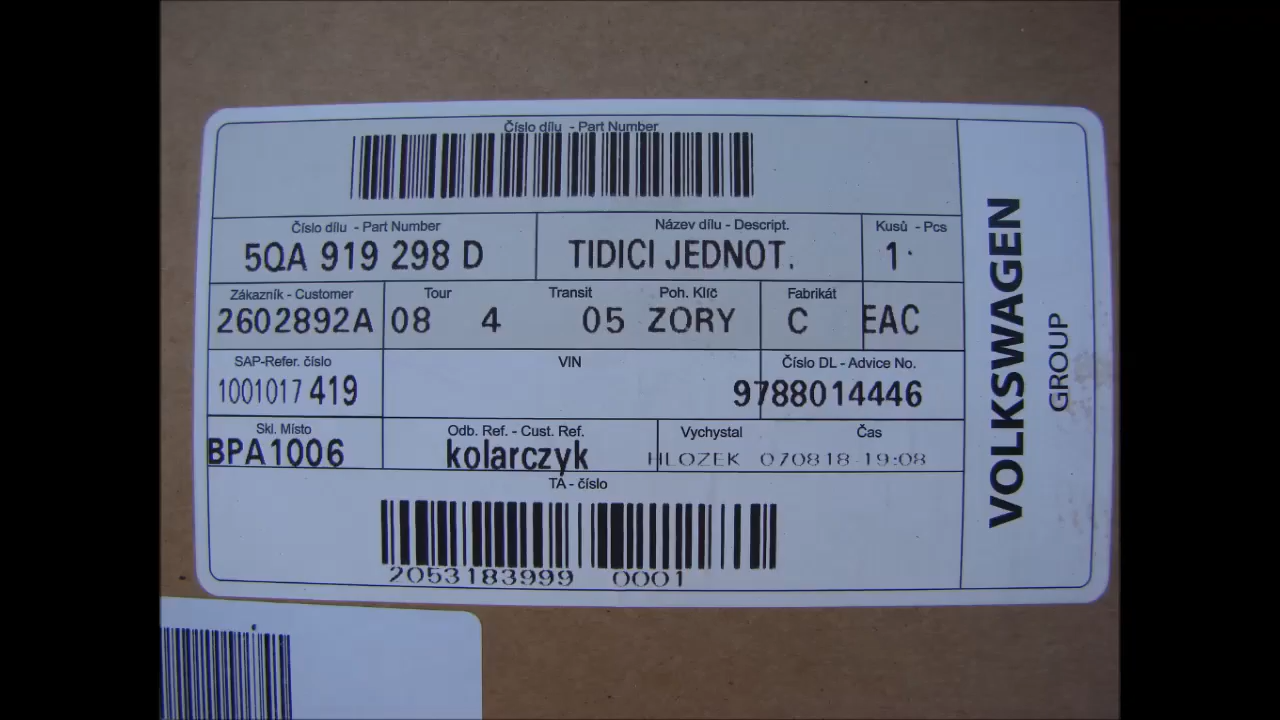 Číslo dílu - Part Number
Číslo dílu - Part Number
5QA 919 298 D
Název dílu - Descript.
TIDICI JEDNOT.
Kusů - Pcs
1
Zákazník - Customer
2602892A
Tour Transit Poh. Klíč
08 4 05 ZORY
Fabrikát
C EAC
SAP-Refer. číslo
1001017 419
VIN
Číslo DL - Advice No.
9788014446
Skl. Místo
BPA1006
Odb. Ref. - Cust. Ref.
kolarczyk
Vychystal Čas
HLOZEK 070818 19:08
TA - číslo
2053183999 0001
VOLKSWAGEN
GROUP